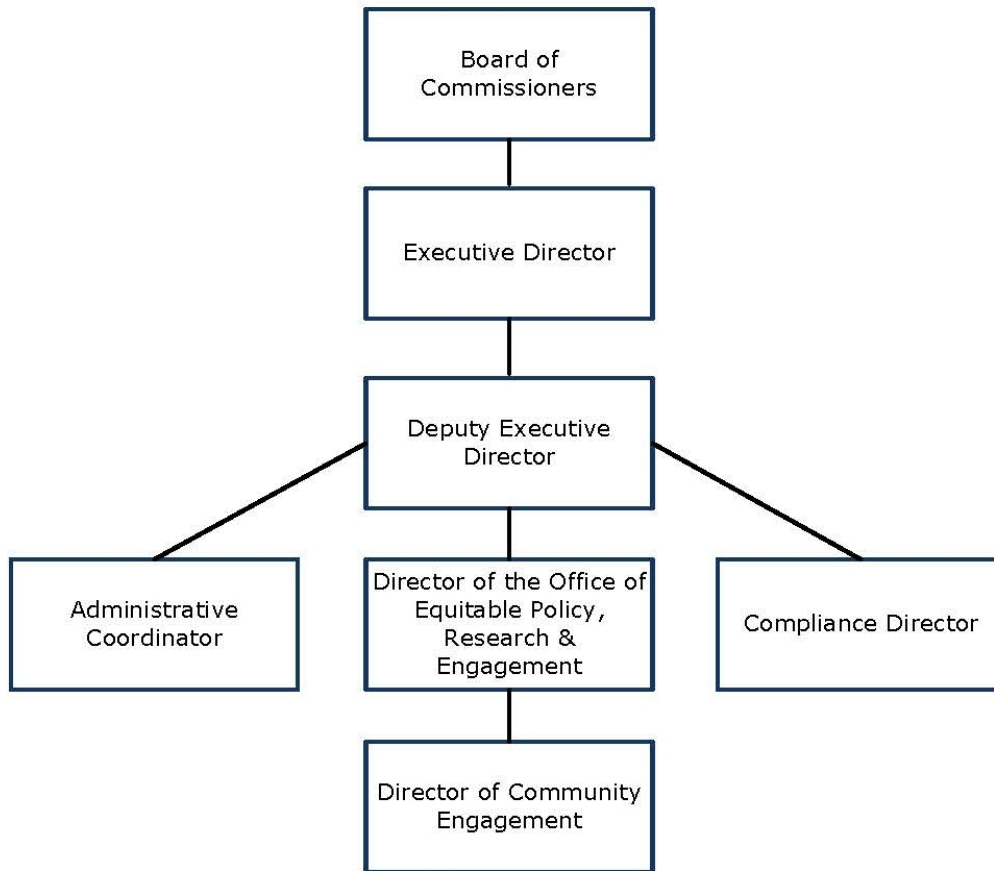 Board of
Commissioners
Executive Director
Deputy Executive
Director
Administrative
Coordinator
Director of the Office of
Equitable Policy,
Research &
Engagement
Compliance Director
Director of Community
Engagement